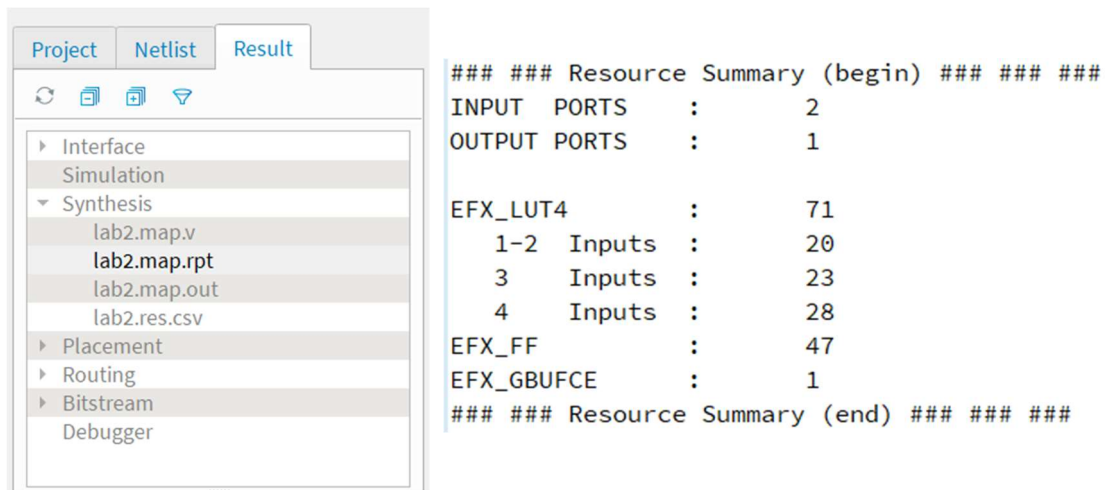 Project Netlist Result
Interface
Simulation
Synthesis
lab2.map.v
lab2.map.rpt
lab2.map.out
lab2.res.csv
Placement
Routing
Bitstream
Debugger
### ### Resource Summary (begin) ### ### ###
INPUT PORTS : 2
OUTPUT PORTS : 1
EFX_LUT4 : 71
1-2 Inputs : 20
3 Inputs : 23
4 Inputs : 28
EFX_FF : 47
EFX_GBUFCE : 1
### ### Resource Summary (end) ### ### ###